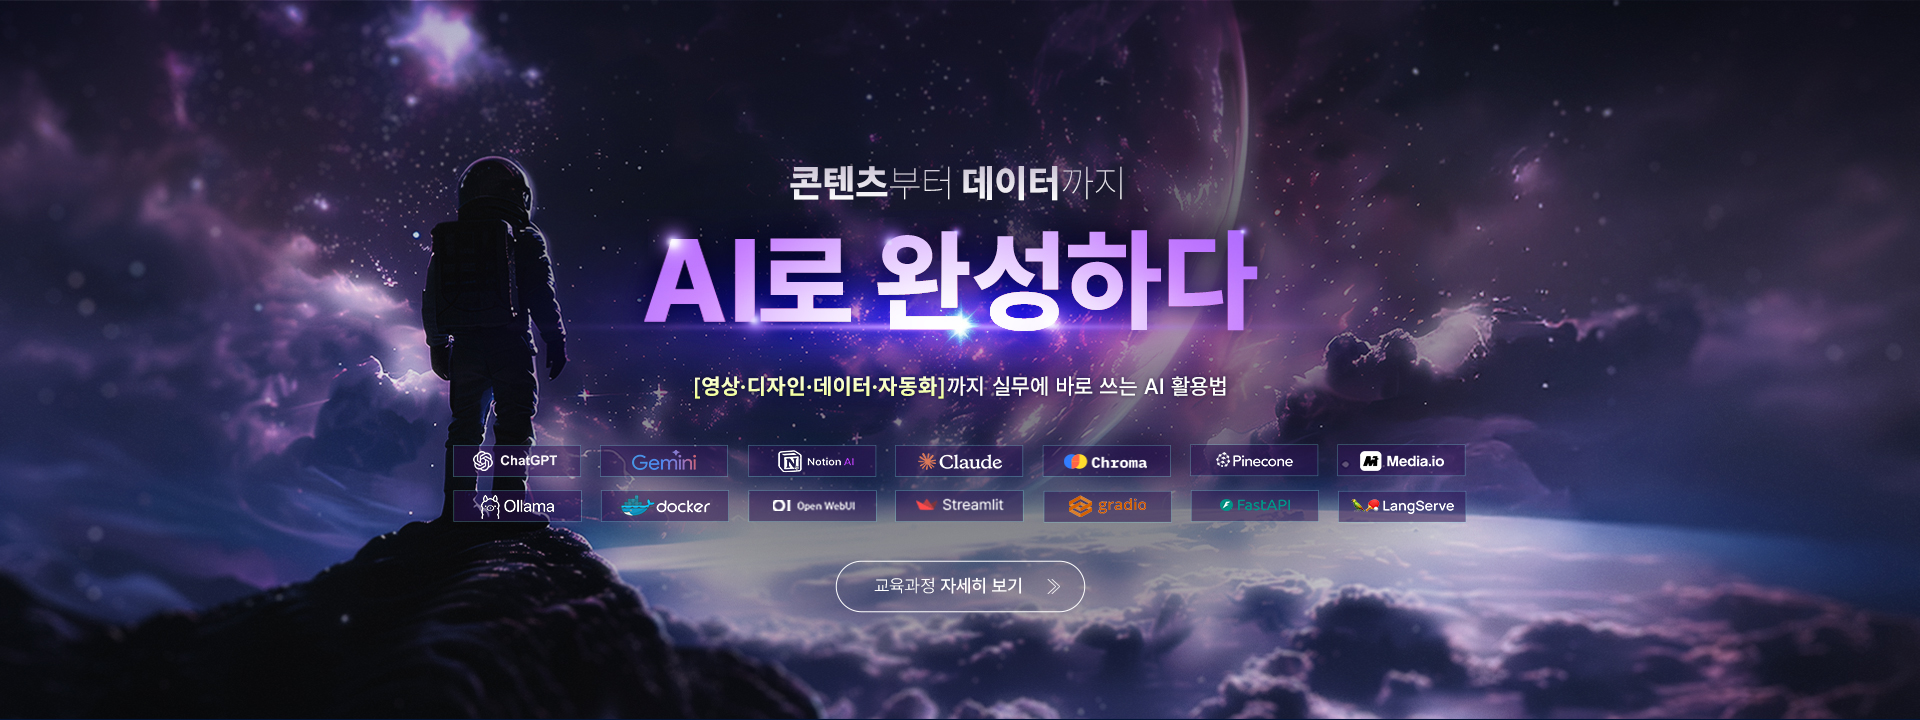 콘텐츠부터 데이터까지
AI로 완성하다
[영상·디자인·데이터·자동화]까지 실무에 바로 쓰는 AI 활용법
ChatGPT Gemini Notion AI Claude Chroma Pinecone Media.io
Ollama docker OI Open WebUI Streamlit gradio FastAPI LangServe
교육과정 자세히 보기